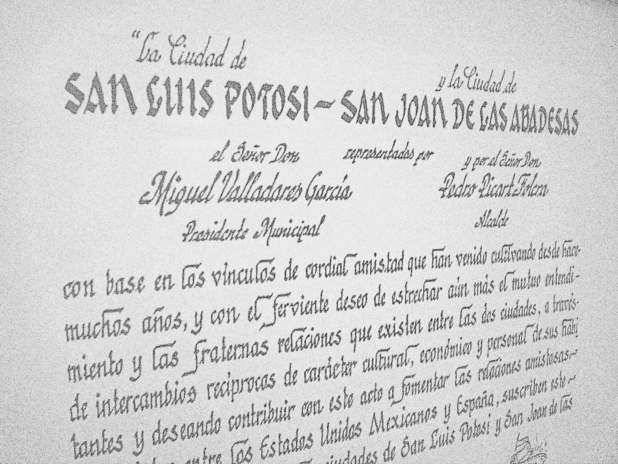 "La Ciudad de
y la Ciudad de
SAN LUIS POTOSI – SAN JOAN DE LAS ABADESAS
el Señor Don representadas por y por el Señor Don
Miguel Valladares García Pedro Picart
Presidente Municipal Alcalde
con base en los vinculos de cordial amistad que han venido cultivando desde hace
muchos años, y con el ferviente deseo de estrechar aún más el mutuo entendi-
miento y las fraternas relaciones que existen entre las dos ciudades, a través
de intercambios recíprocas de carácter cultural, económico y personal de sus habi
tantes y deseando contribuir con este acto a fomentar las relaciones amistosas
entre los Estados Unidos Mexicanos y España, suscriben este
ciudades de San Luis Potosi y San Joan de las